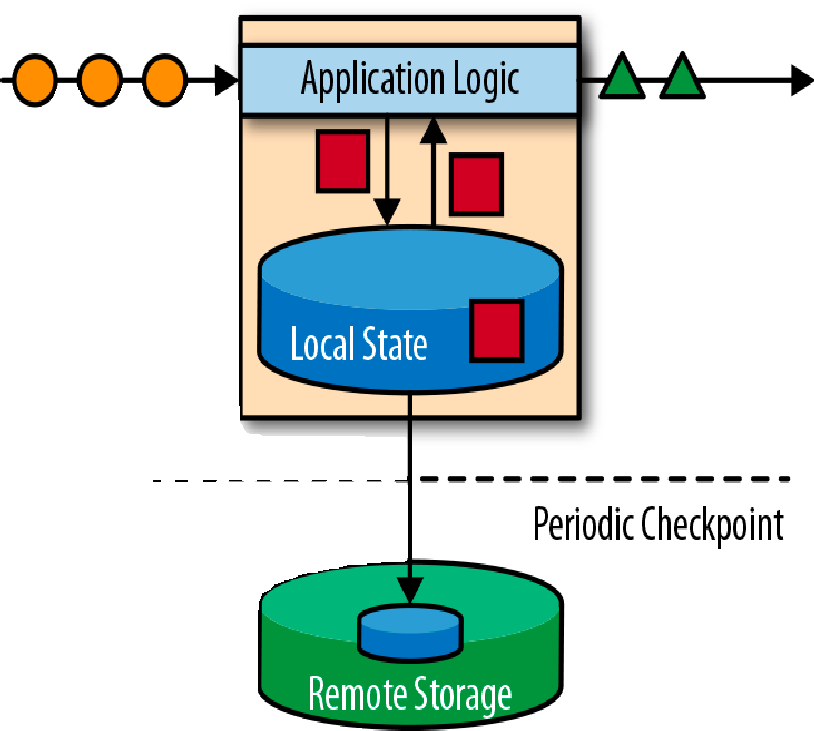 Application Logic
Local State
Periodic Checkpoint
Remote Storage